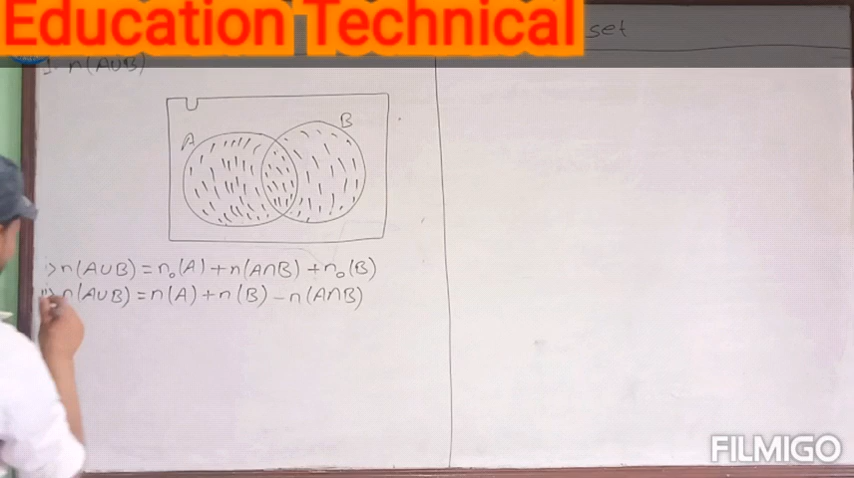 Education Technical
set
1. n(A∪B)
A
B
i> n(A∪B) = n₀(A) + n(A∩B) + n₀(B)
ii> n(A∪B) = n(A) + n(B) - n(A∩B)
FILMIGO